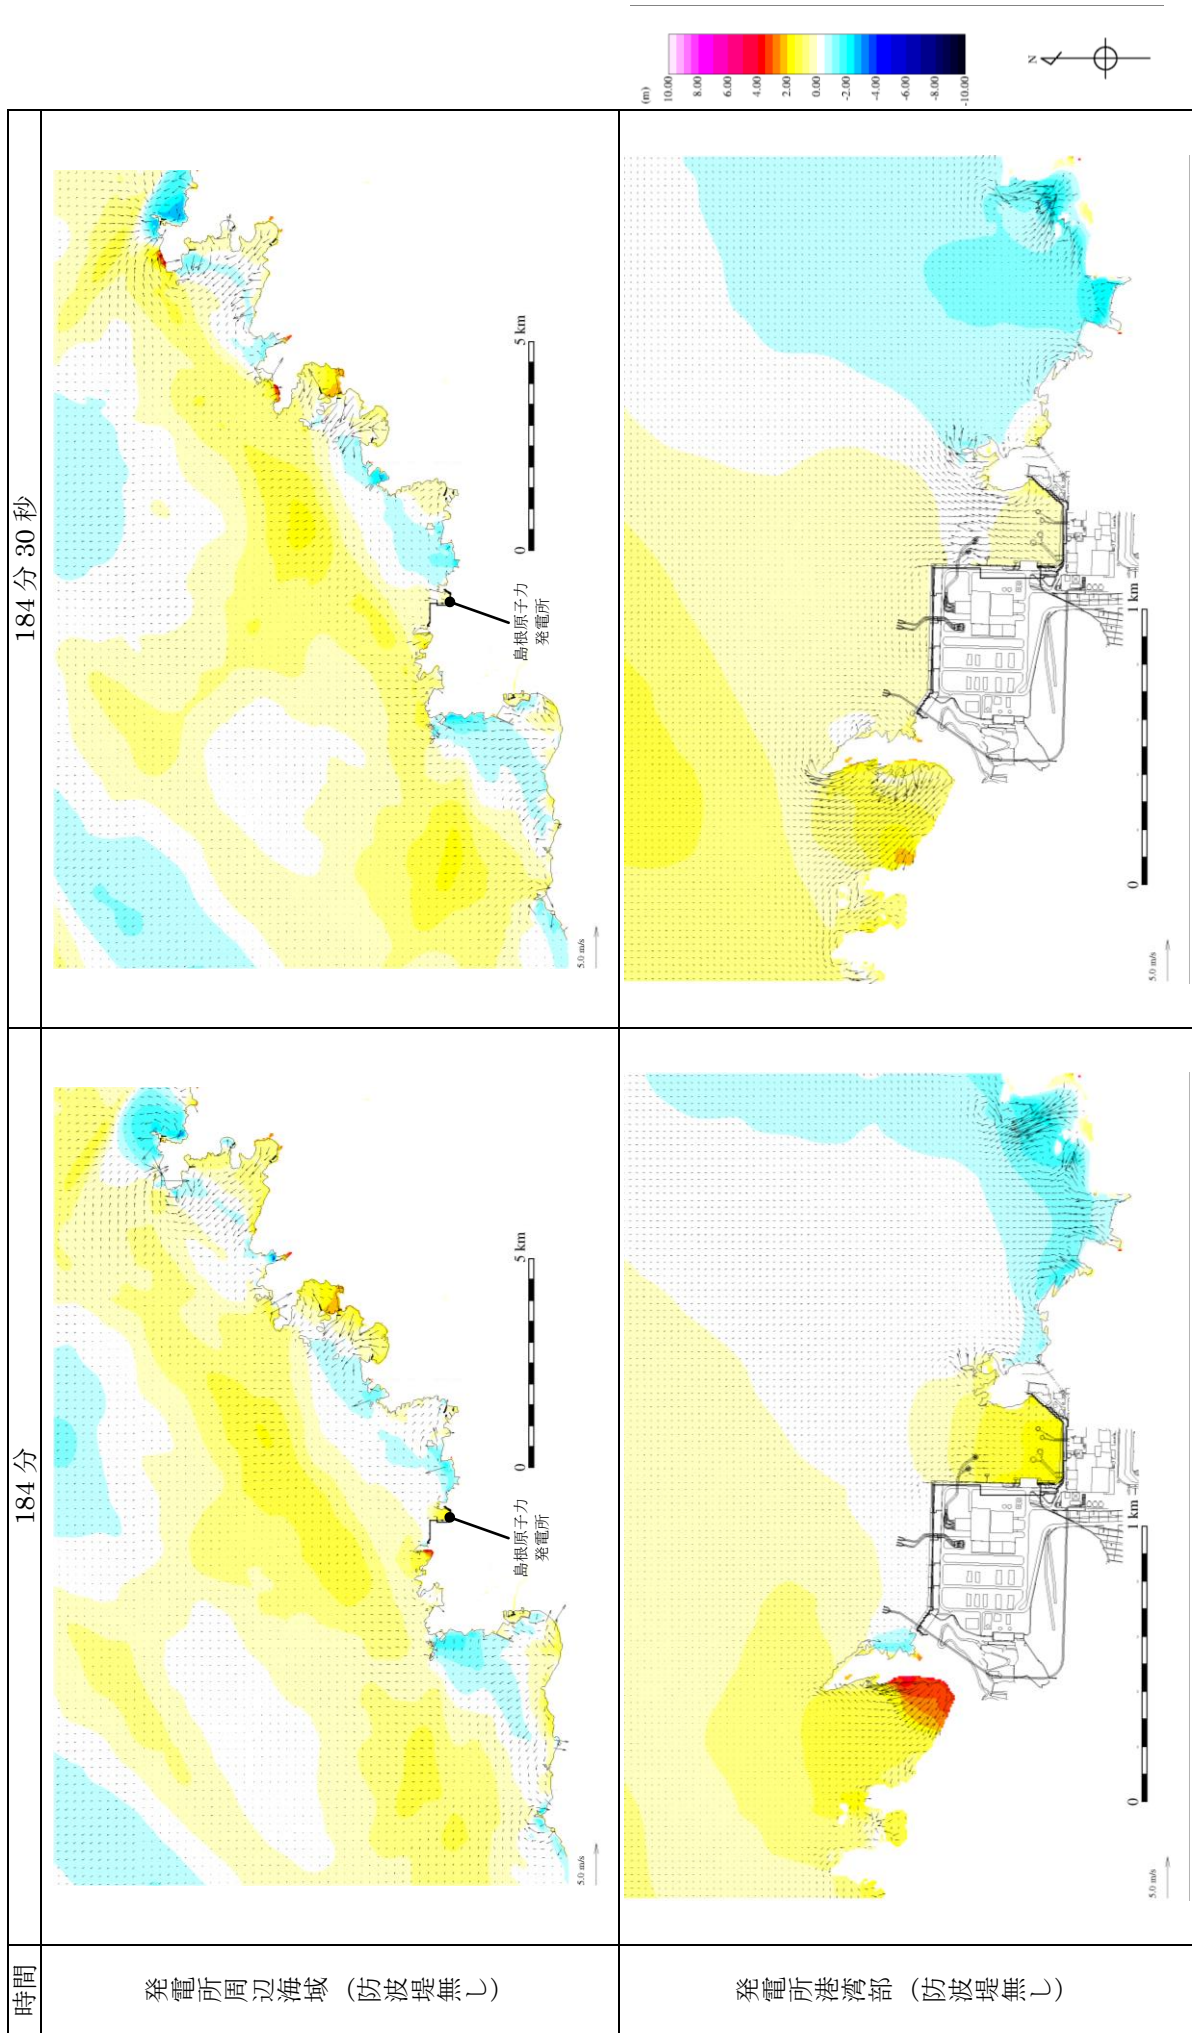 時間
184分
184分30秒
発電所周辺海域（防波堤無し）
5.0 m/s
島根原子力
発電所
0
5 km
5.0 m/s
島根原子力
発電所
0
5 km
発電所港湾部（防波堤無し）
5.0 m/s
0
1 km
5.0 m/s
0
1 km
(m)
10.00
8.00
6.00
4.00
2.00
0.00
-2.00
-4.00
-6.00
-8.00
-10.00
N